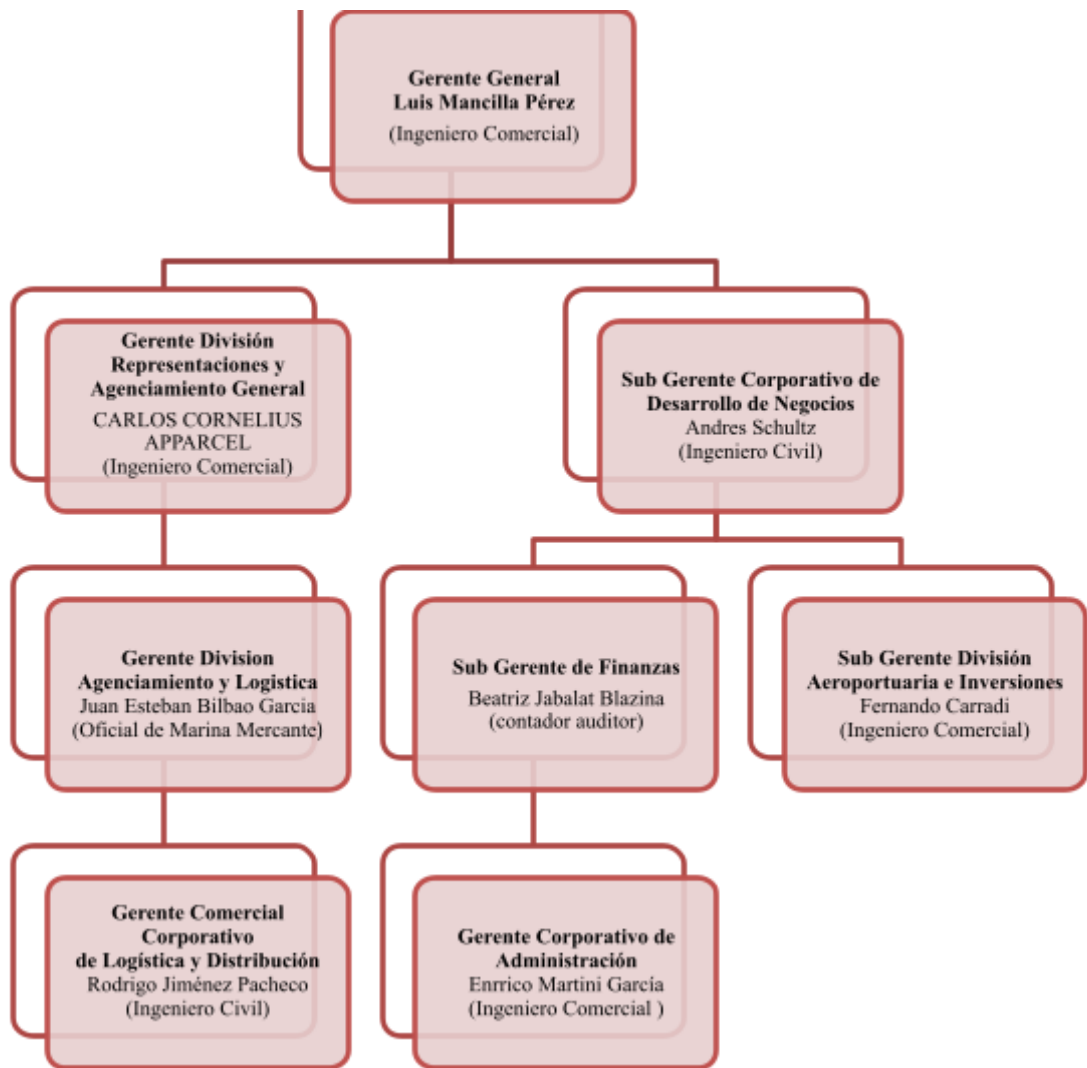 Gerente General
Luis Mancilla Pérez
(Ingeniero Comercial)
Gerente División
Representaciones y
Agenciamiento General
CARLOS CORNELIUS
APPARCEL
(Ingeniero Comercial)
Sub Gerente Corporativo de
Desarrollo de Negocios
Andres Schultz
(Ingeniero Civil)
Gerente Division
Agenciamiento y Logistica
Juan Esteban Bilbao Garcia
(Oficial de Marina Mercante)
Sub Gerente de Finanzas
Beatriz Jabalat Blazina
(contador auditor)
Sub Gerente División
Aeroportuaria e Inversiones
Fernando Carradi
(Ingeniero Comercial)
Gerente Comercial
Corporativo
de Logística y Distribución
Rodrigo Jiménez Pacheco
(Ingeniero Civil)
Gerente Corporativo de
Administración
Enrrico Martini García
(Ingeniero Comercial )